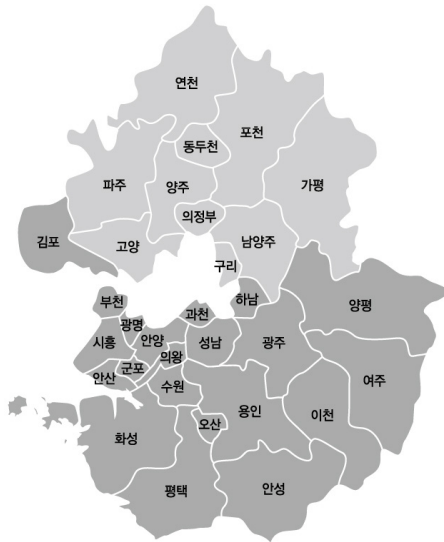 연천
포천
동두천
가평
파주
양주
의정부
김포
고양
남양주
구리
양평
부천
하남
과천
광명
시흥
안양
성남
광주
의왕
군포
안산
수원
여주
용인
이천
오산
화성
평택
안성